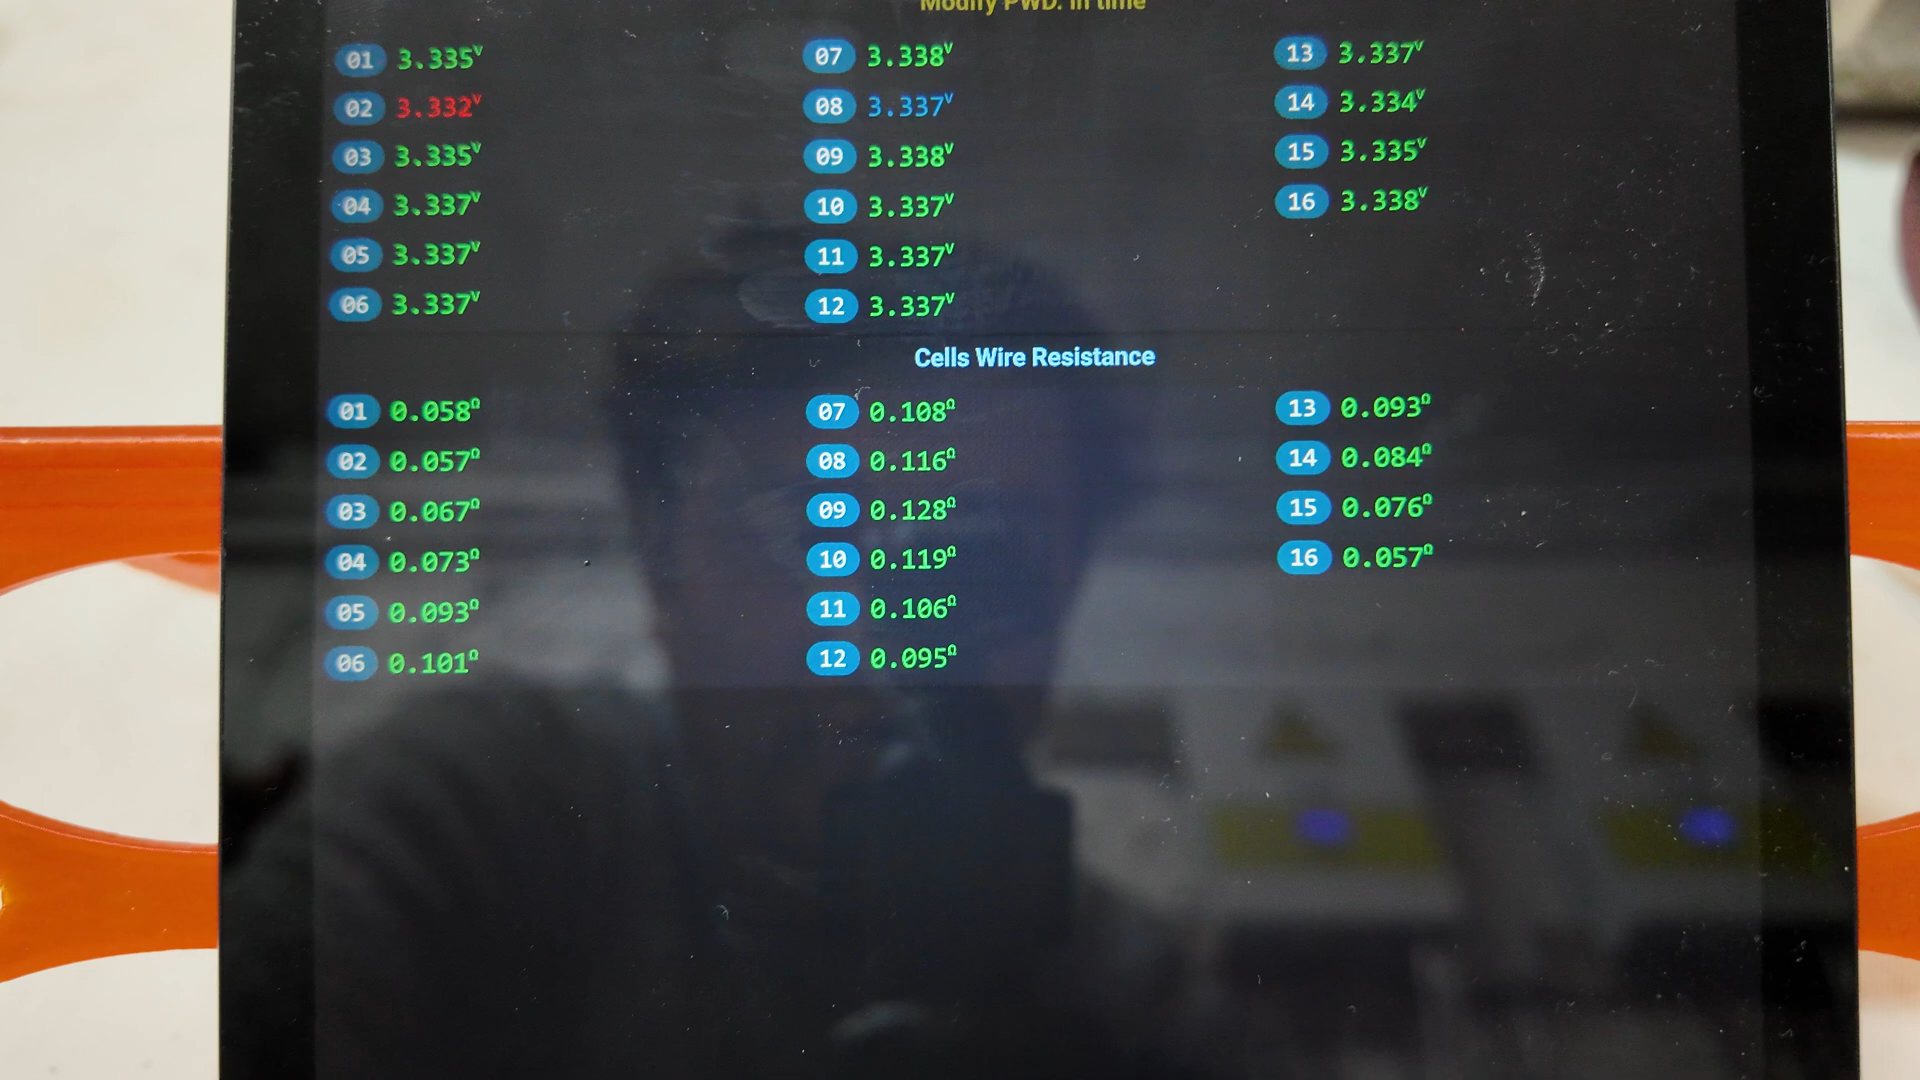 Modify PWD. in time
01 3.335V 07 3.338V 13 3.337V
02 3.332V 08 3.337V 14 3.334V
03 3.335V 09 3.338V 15 3.335V
04 3.337V 10 3.337V 16 3.338V
05 3.337V 11 3.337V
06 3.337V 12 3.337V
Cells Wire Resistance
01 0.058Ω 07 0.108Ω 13 0.093Ω
02 0.057Ω 08 0.116Ω 14 0.084Ω
03 0.067Ω 09 0.128Ω 15 0.076Ω
04 0.073Ω 10 0.119Ω 16 0.057Ω
05 0.093Ω 11 0.106Ω
06 0.101Ω 12 0.095Ω